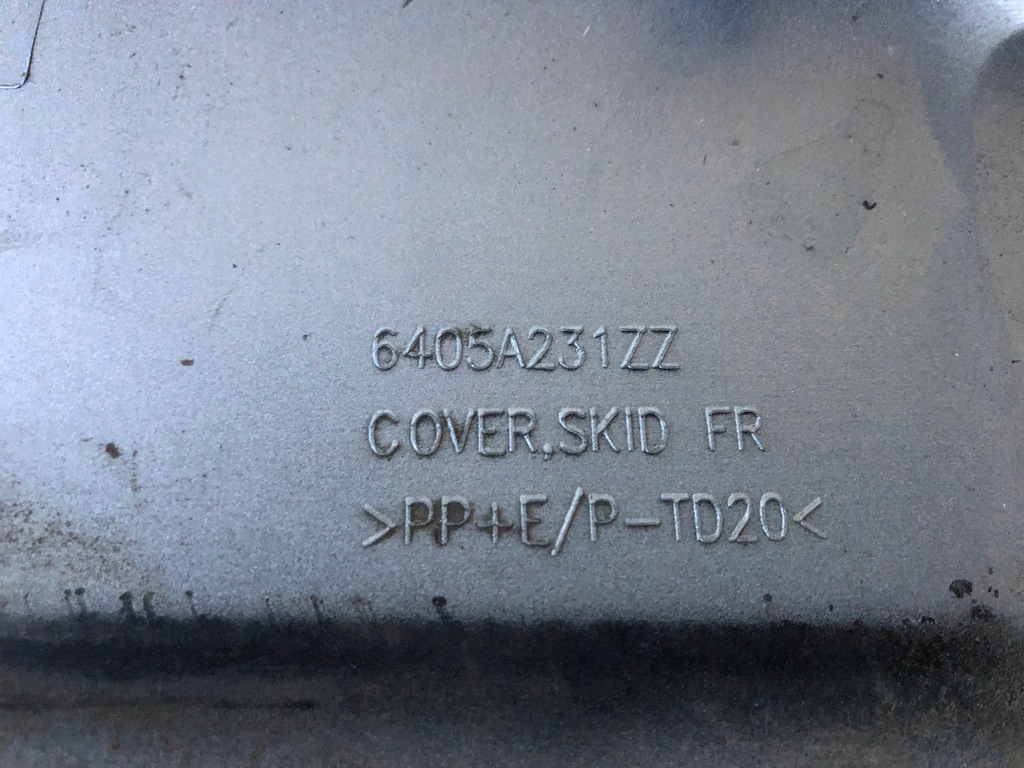 6405A231ZZ
COVER,SKID FR
>PP+E/P-TD20<